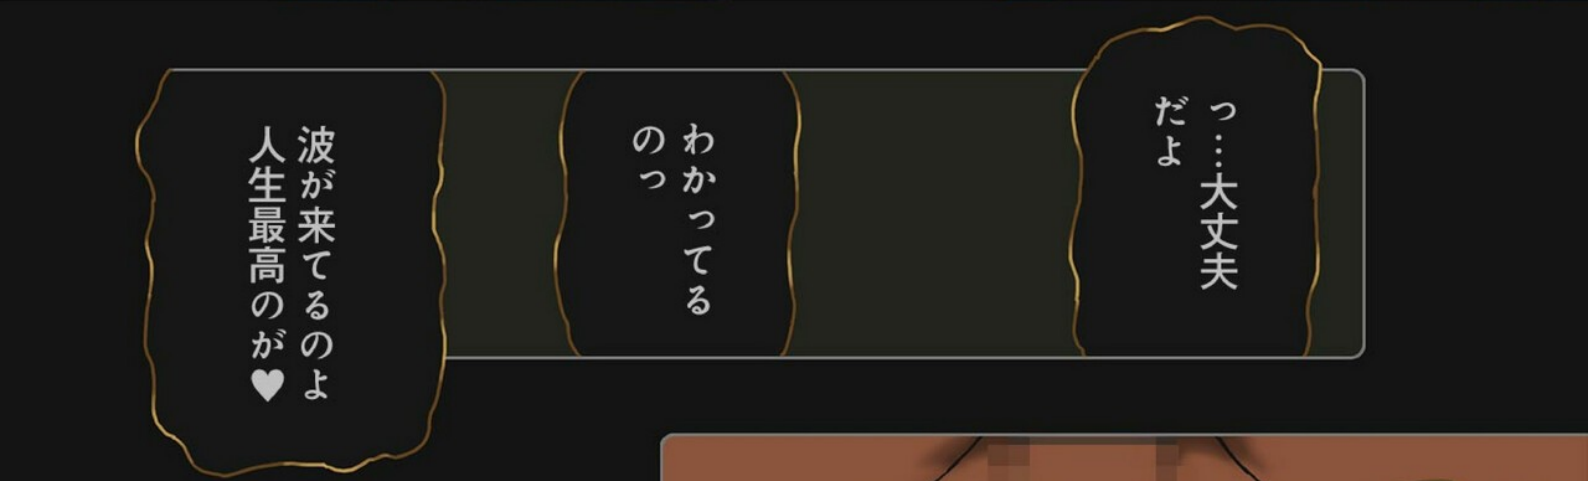 っ…大丈夫
だよ
わかってる
のっ
波が来てるのよ
人生最高のが♥